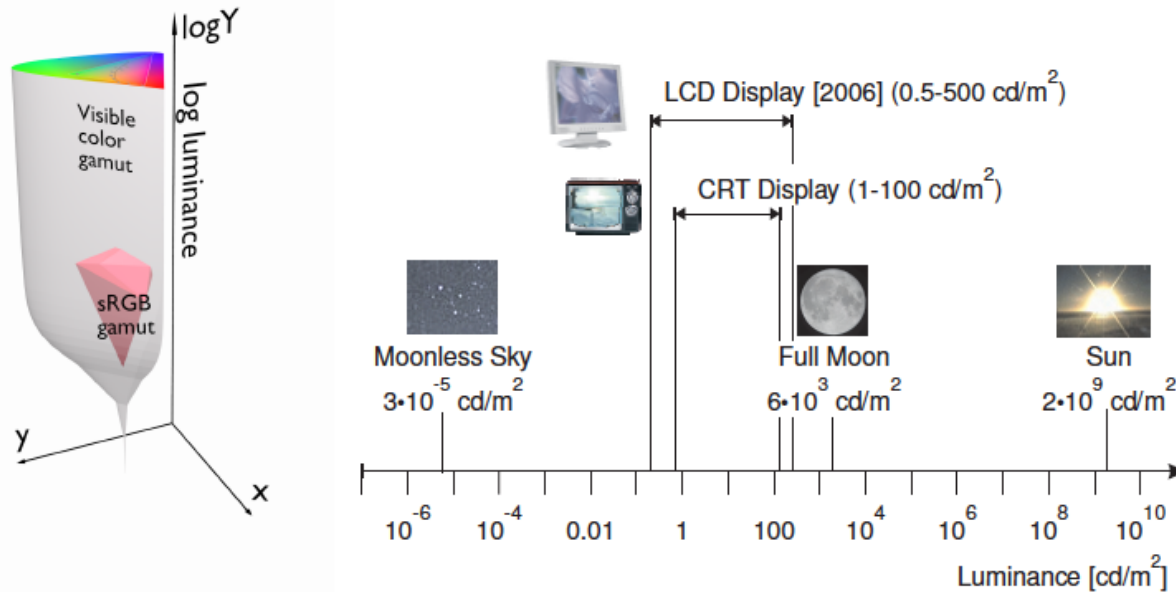 logY
log luminance
Visible
color
gamut
sRGB
gamut
y
x
LCD Display [2006] (0.5-500 cd/m²)
CRT Display (1-100 cd/m²)
Moonless Sky
3•10⁻⁵ cd/m²
Full Moon
6•10³ cd/m²
Sun
2•10⁹ cd/m²
10⁻⁶ 10⁻⁴ 0.01 1 100 10⁴ 10⁶ 10⁸ 10¹⁰
Luminance [cd/m²]